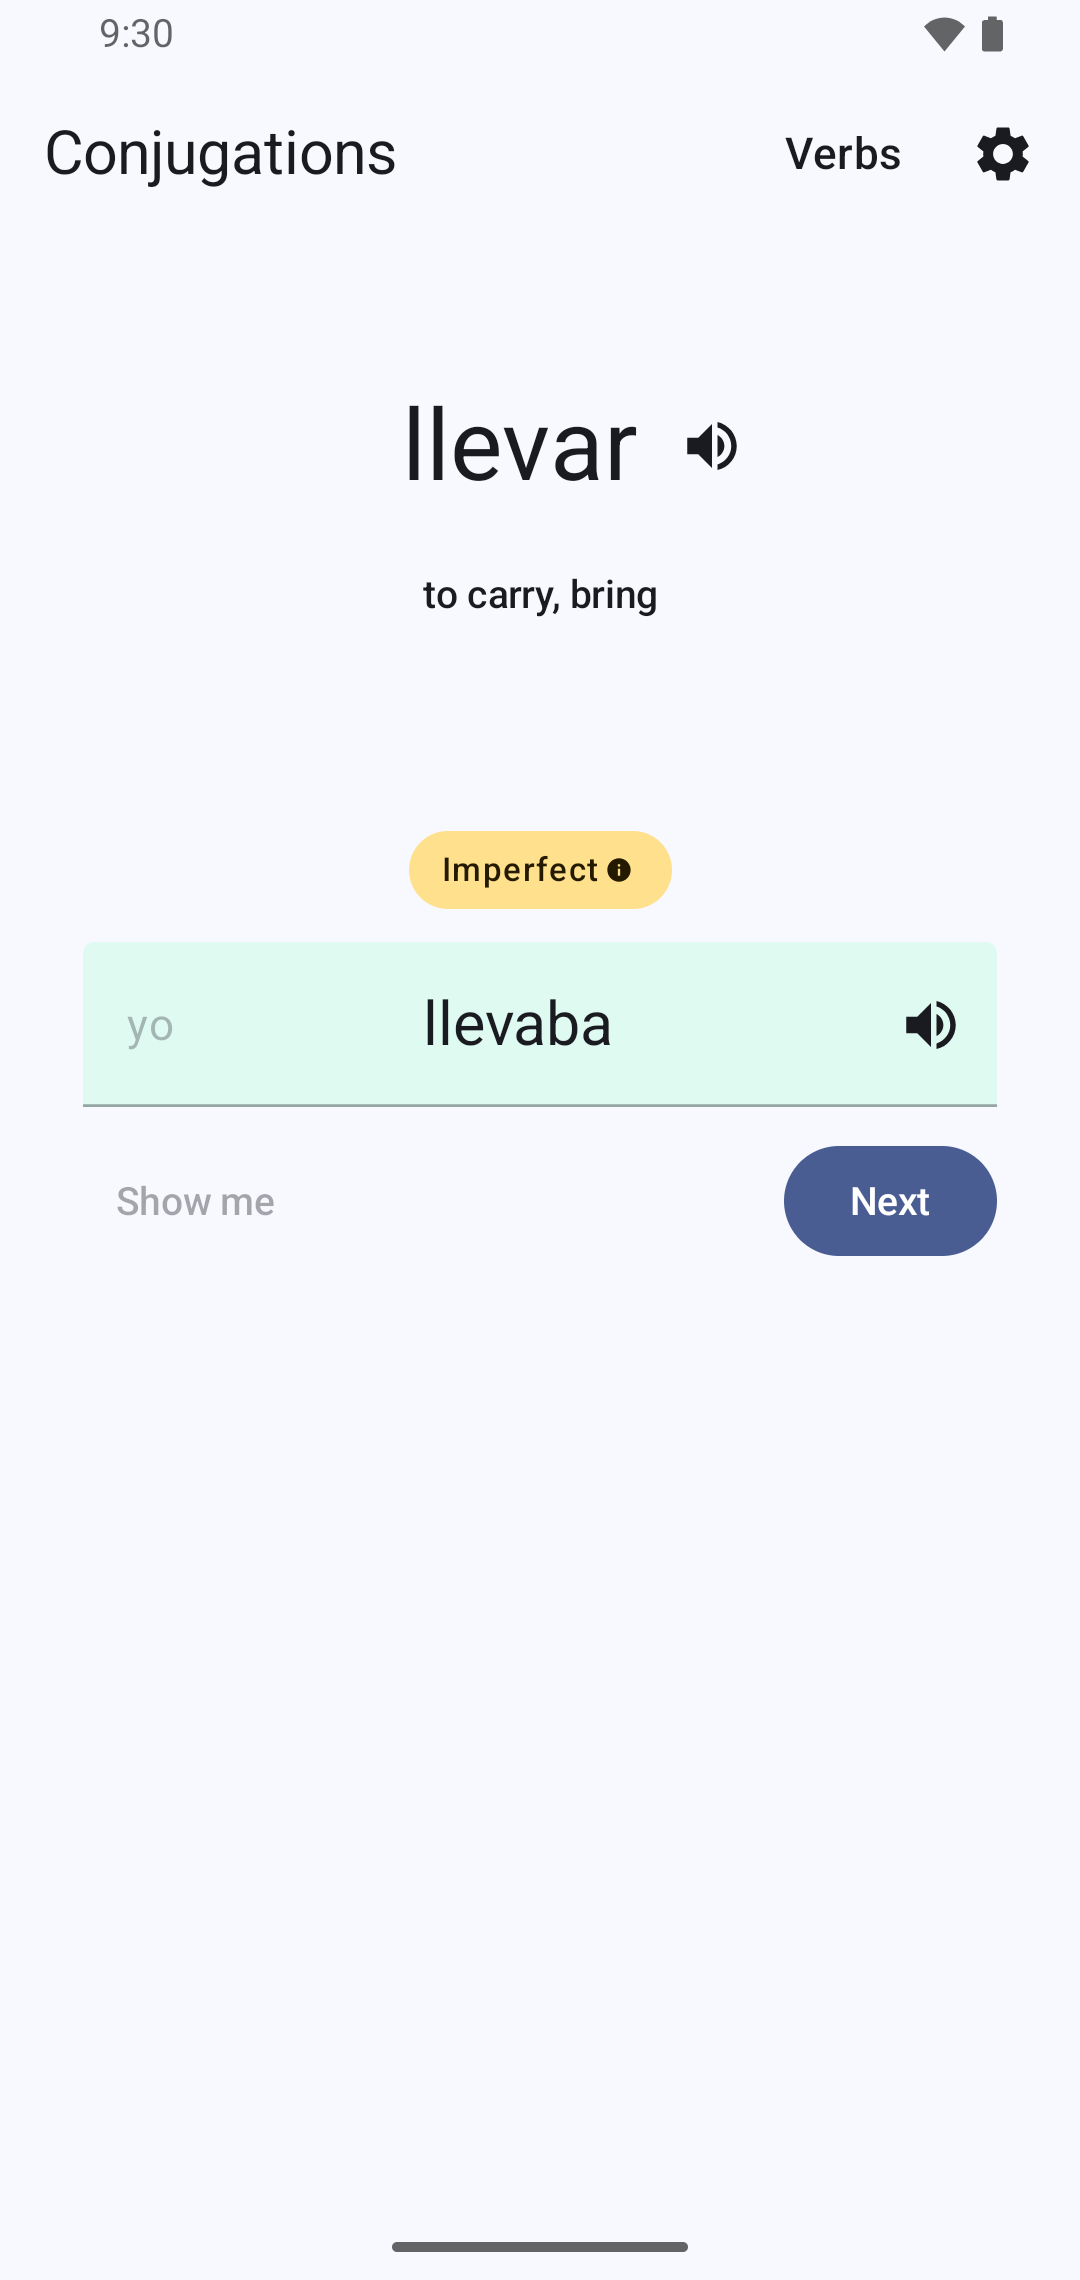 9:30
Conjugations
Verbs
llevar
to carry, bring
Imperfect
yo
llevaba
Show me
Next